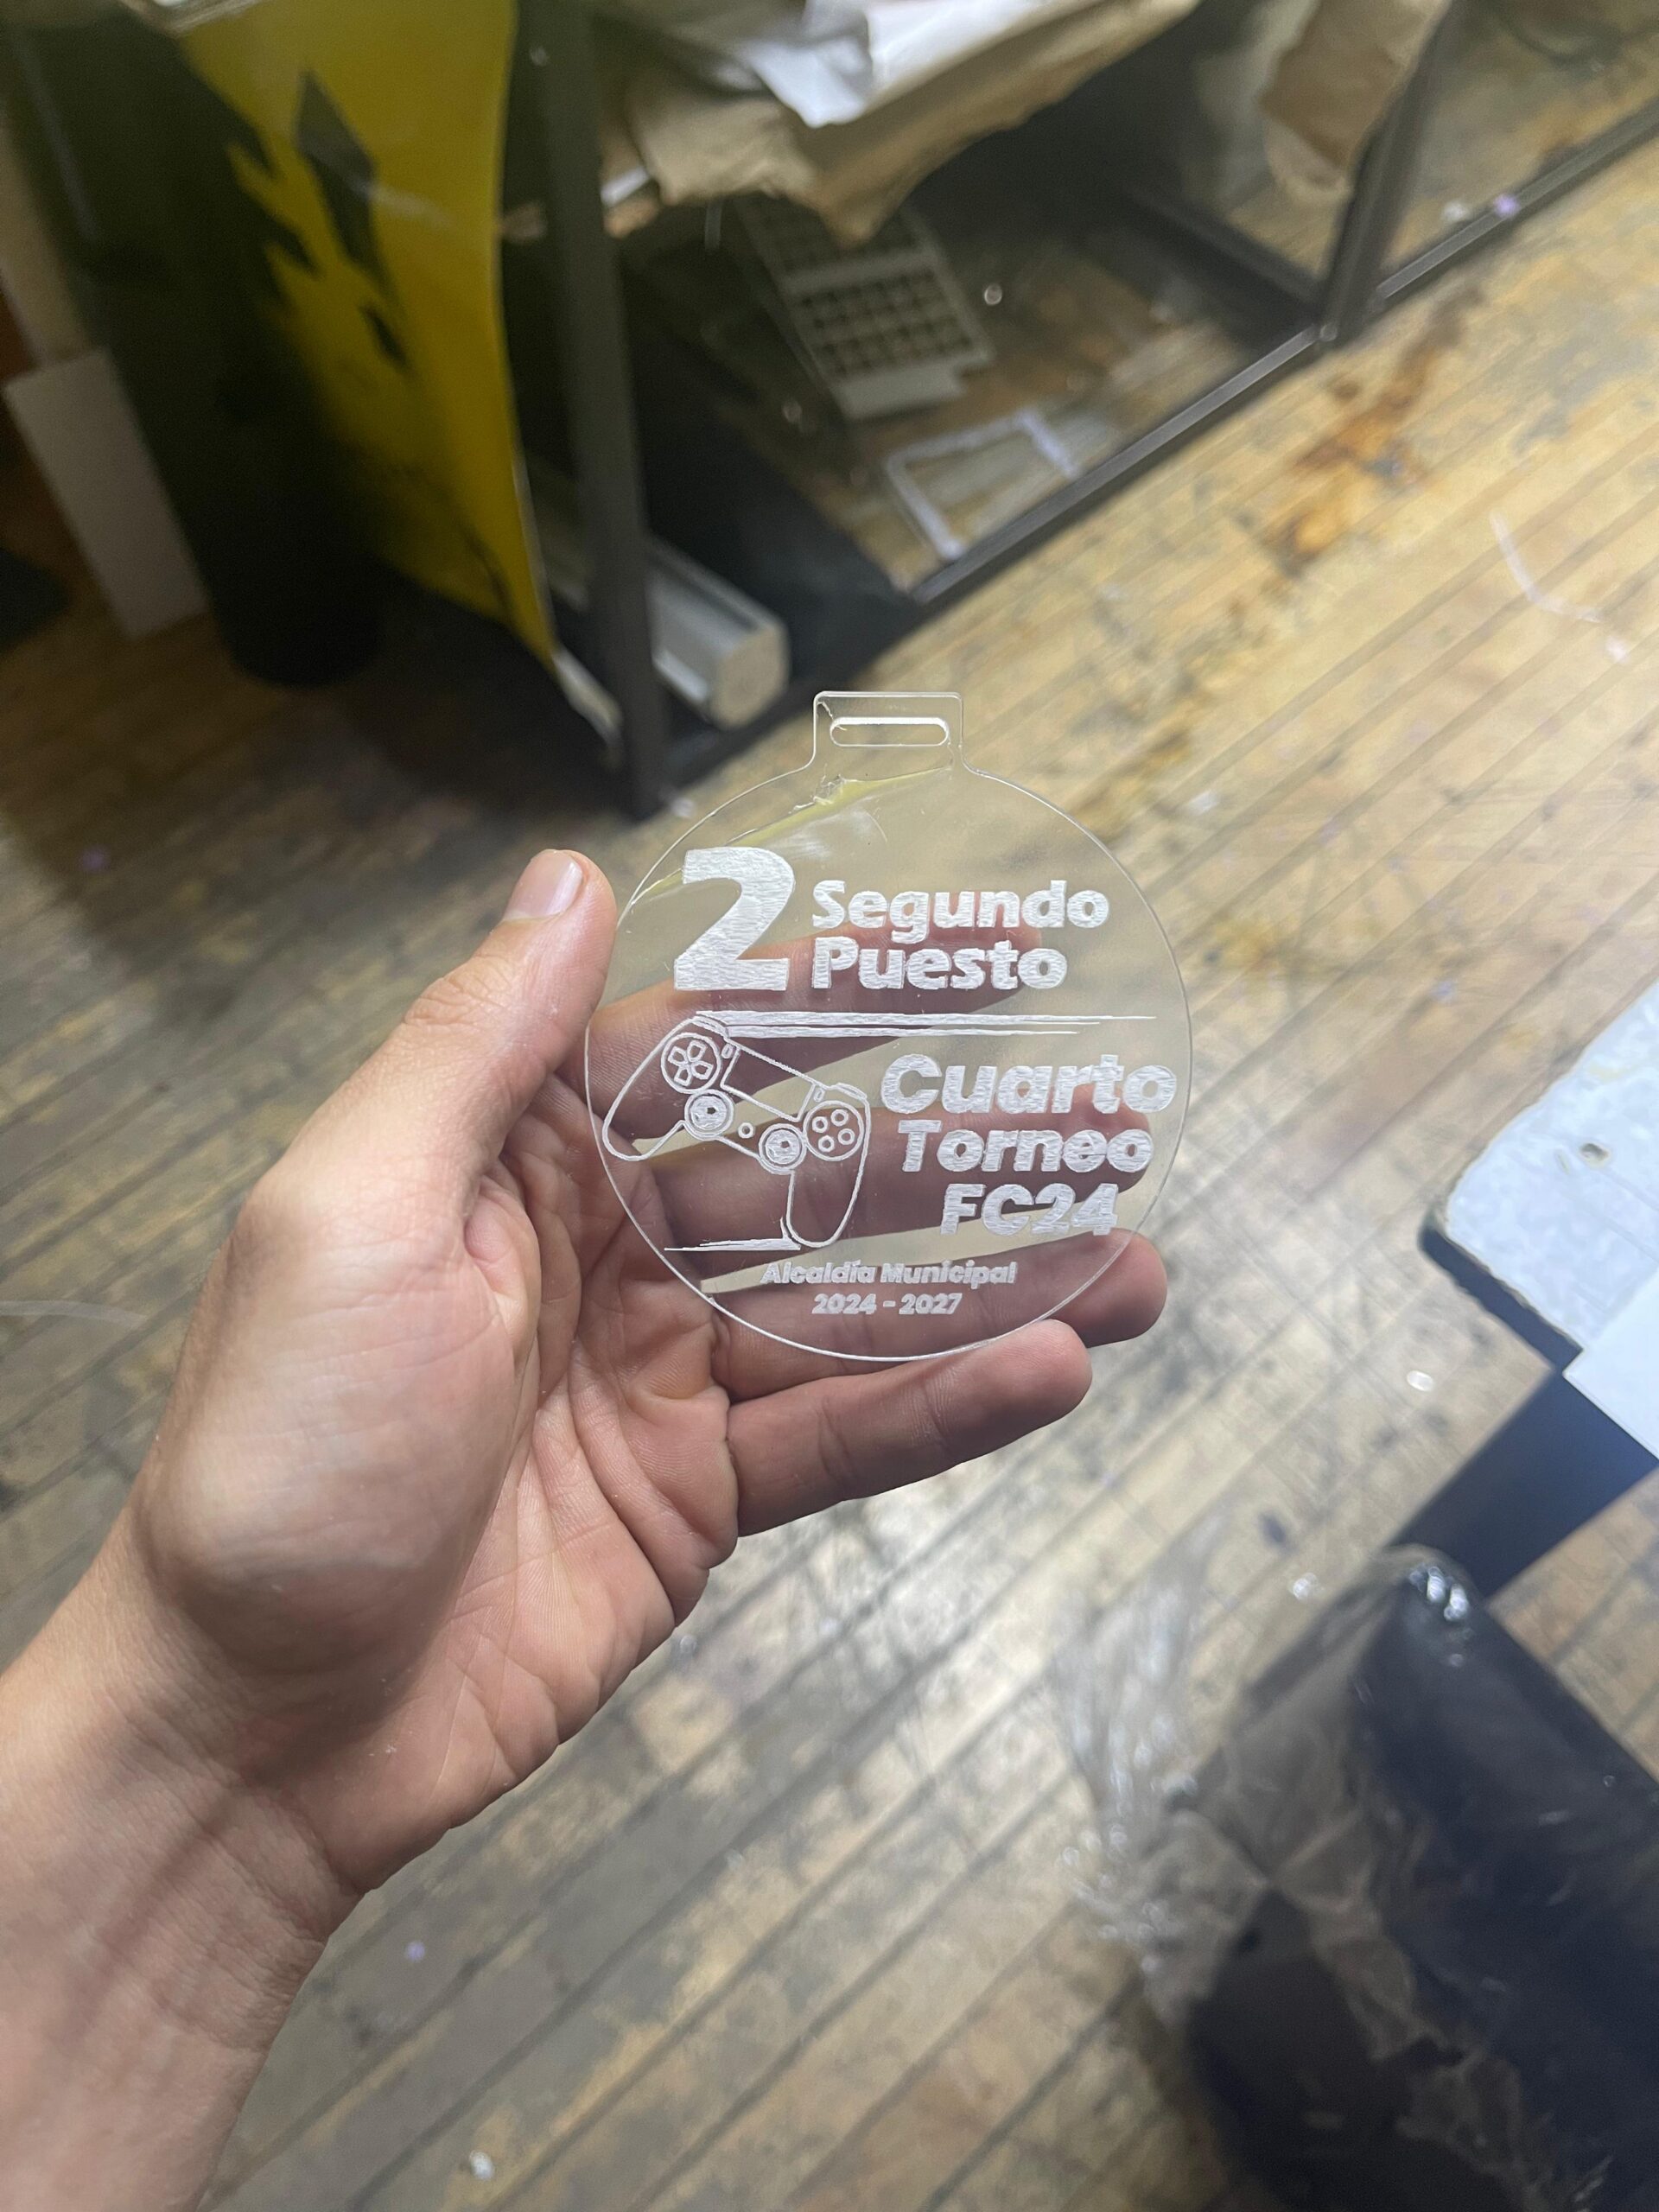 2 Segundo
Puesto
Cuarto
Torneo
FC24
Alcaldía Municipal
2024 - 2027